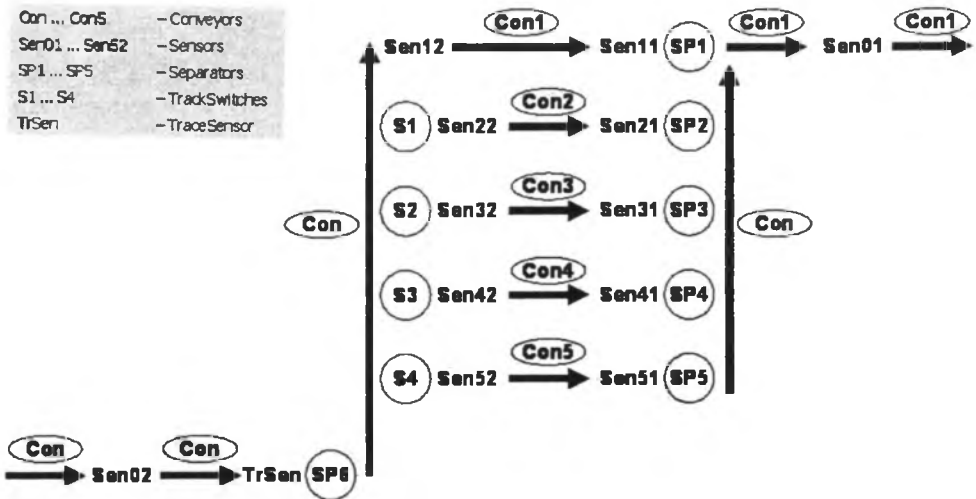 Con ... Con5 – Conveyors
Sen01 ... Sen52 – Sensors
SP1 ... SP5 – Separators
S1 ... S4 – TrackSwitches
TrSen – TraceSensor
Con1 Con1 Con1
Sen12 Sen11 SP1 Sen01
Con2
S1 Sen22 Sen21 SP2
Con3
S2 Sen32 Sen31 SP3
Con Con
Con4
S3 Sen42 Sen41 SP4
Con5
S4 Sen52 Sen51 SP5
Con Con
Sen02 TrSen SP6